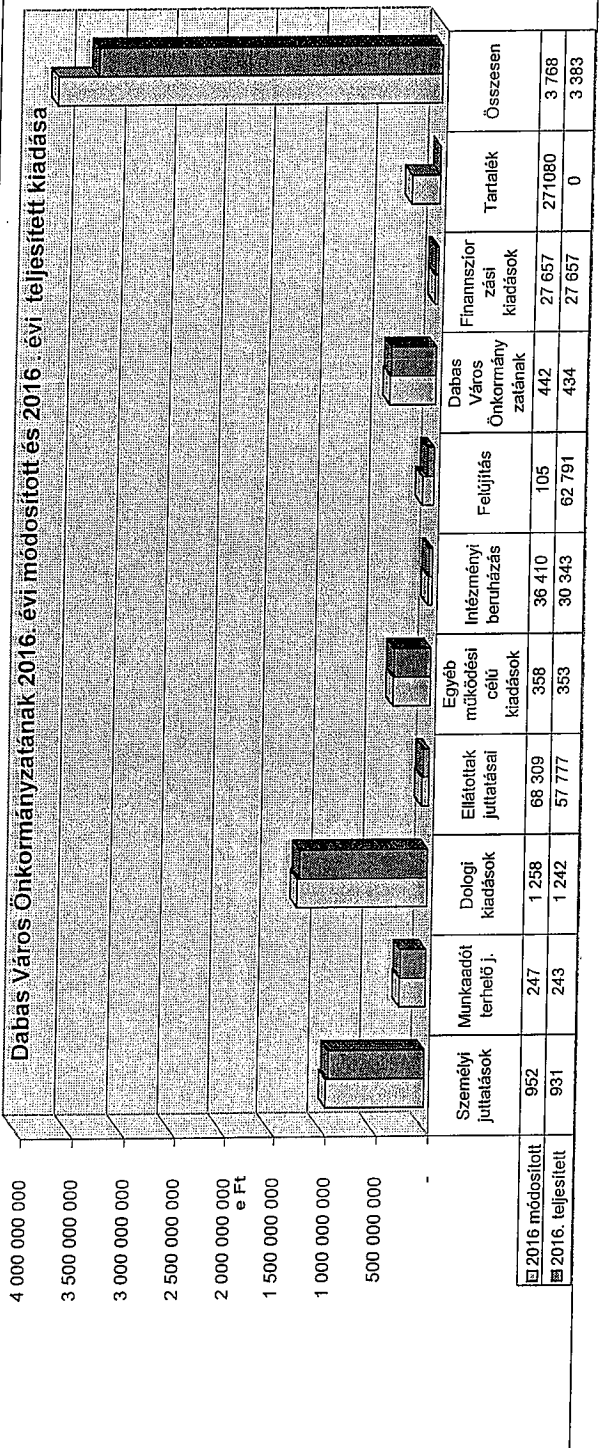 Dabas Város Önkormányzatának 2016. évi módosított és 2016 . évi teljesített kiadása
4 000 000 000
3 500 000 000
3 000 000 000
2 500 000 000
2 000 000 000
e Ft
1 500 000 000
1 000 000 000
500 000 000
-
Személyi juttatások
Munkaadót terhelő j.
Dologi kiadások
Ellátottak juttatásai
Egyéb működési célú kiadások
Intézményi beruházás
Felújítás
Dabas Város Önkormány zatának
Finannszior zási kiadások
Tartalék
Összesen
2016 módosított 952 247 1 258 68 309 358 36 410 105 442 27 657 271080 3 768
2016. teljesített 931 243 1 242 57 777 353 30 343 62 791 434 27 657 0 3 383